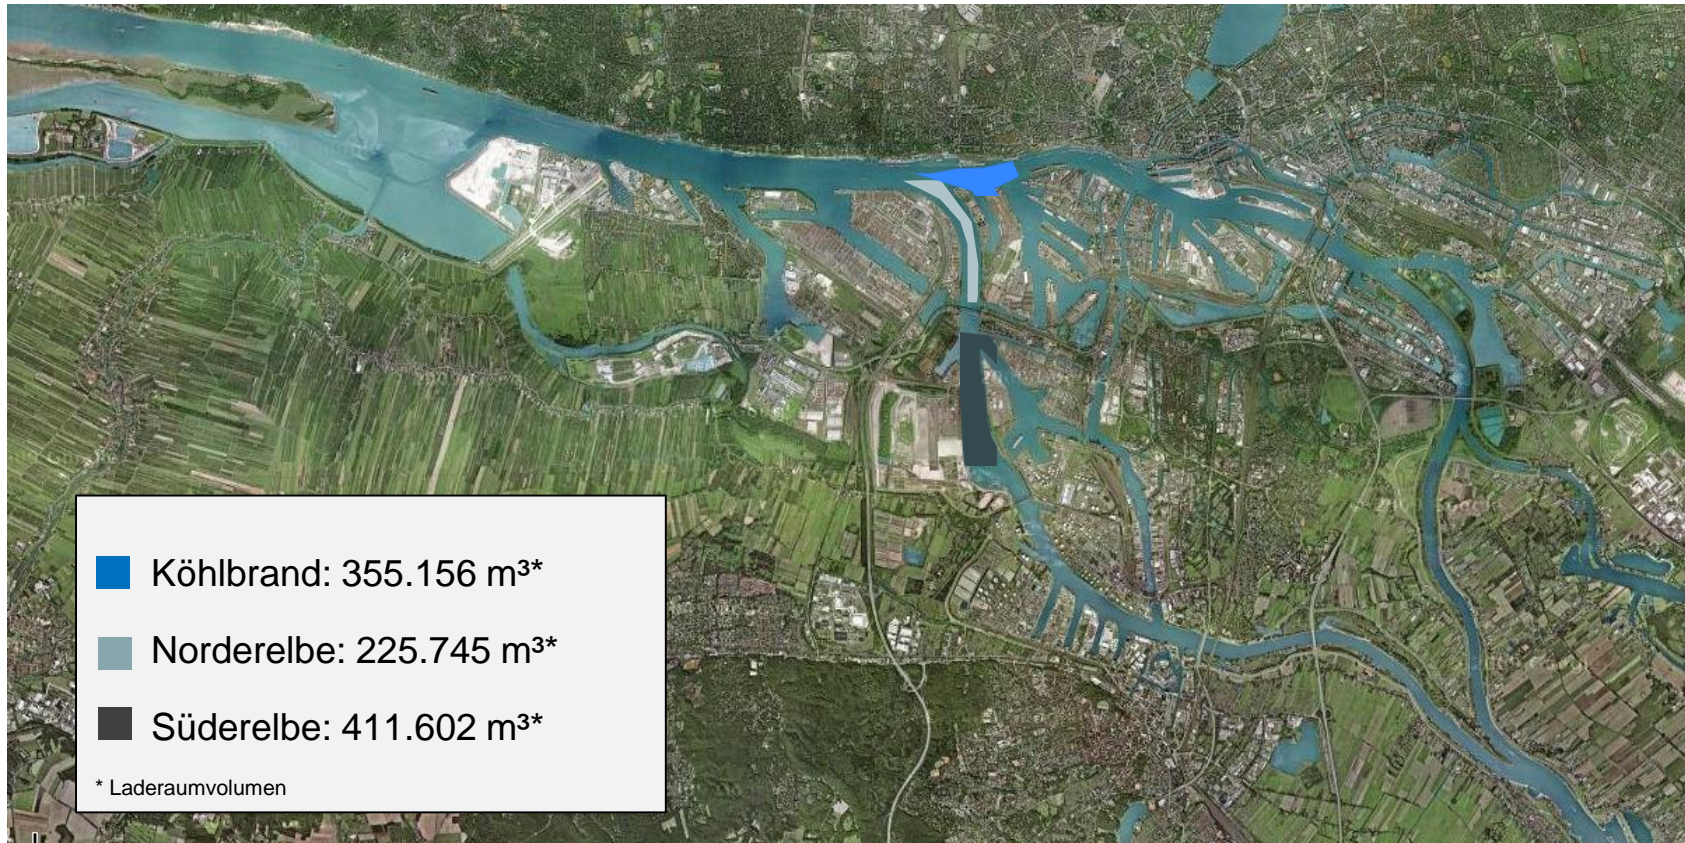 Köhlbrand: 355.156 m³*
Norderelbe: 225.745 m³*
Süderelbe: 411.602 m³*
* Laderaumvolumen